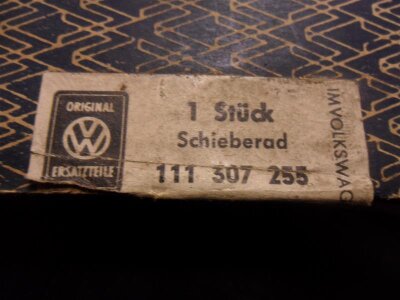 ORIGINAL
VW
ERSATZTEILE
1 Stück
Schieberad
111 307 255
IM VOLKSWAG